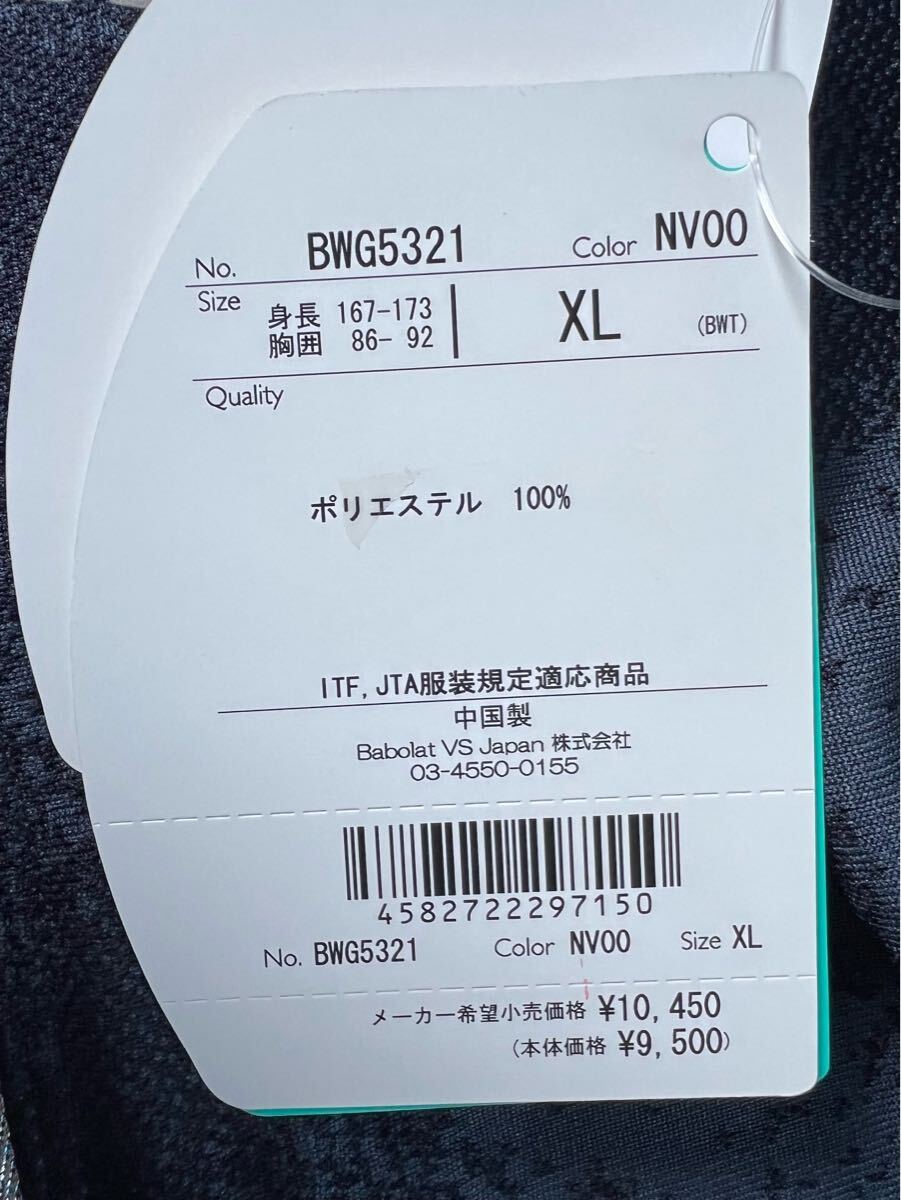 No. BWG5321 Color NV00
Size 身長 167-173 XL (BWT)
胸囲 86- 92
Quality
ポリエステル 100%
ITF, JTA服装規定適応商品
中国製
Babolat VS Japan 株式会社
03-4550-0155
4582722297150
No. BWG5321 Color NV00 Size XL
メーカー希望小売価格 ¥10,450
(本体価格 ¥9,500)